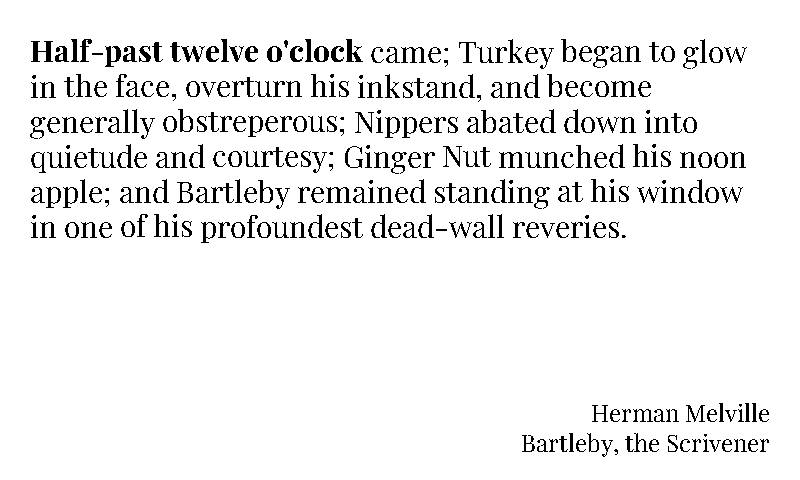 Half-past twelve o'clock came; Turkey began to glow
in the face, overturn his inkstand, and become
generally obstreperous; Nippers abated down into
quietude and courtesy; Ginger Nut munched his noon
apple; and Bartleby remained standing at his window
in one of his profoundest dead-wall reveries.
Herman Melville
Bartleby, the Scrivener